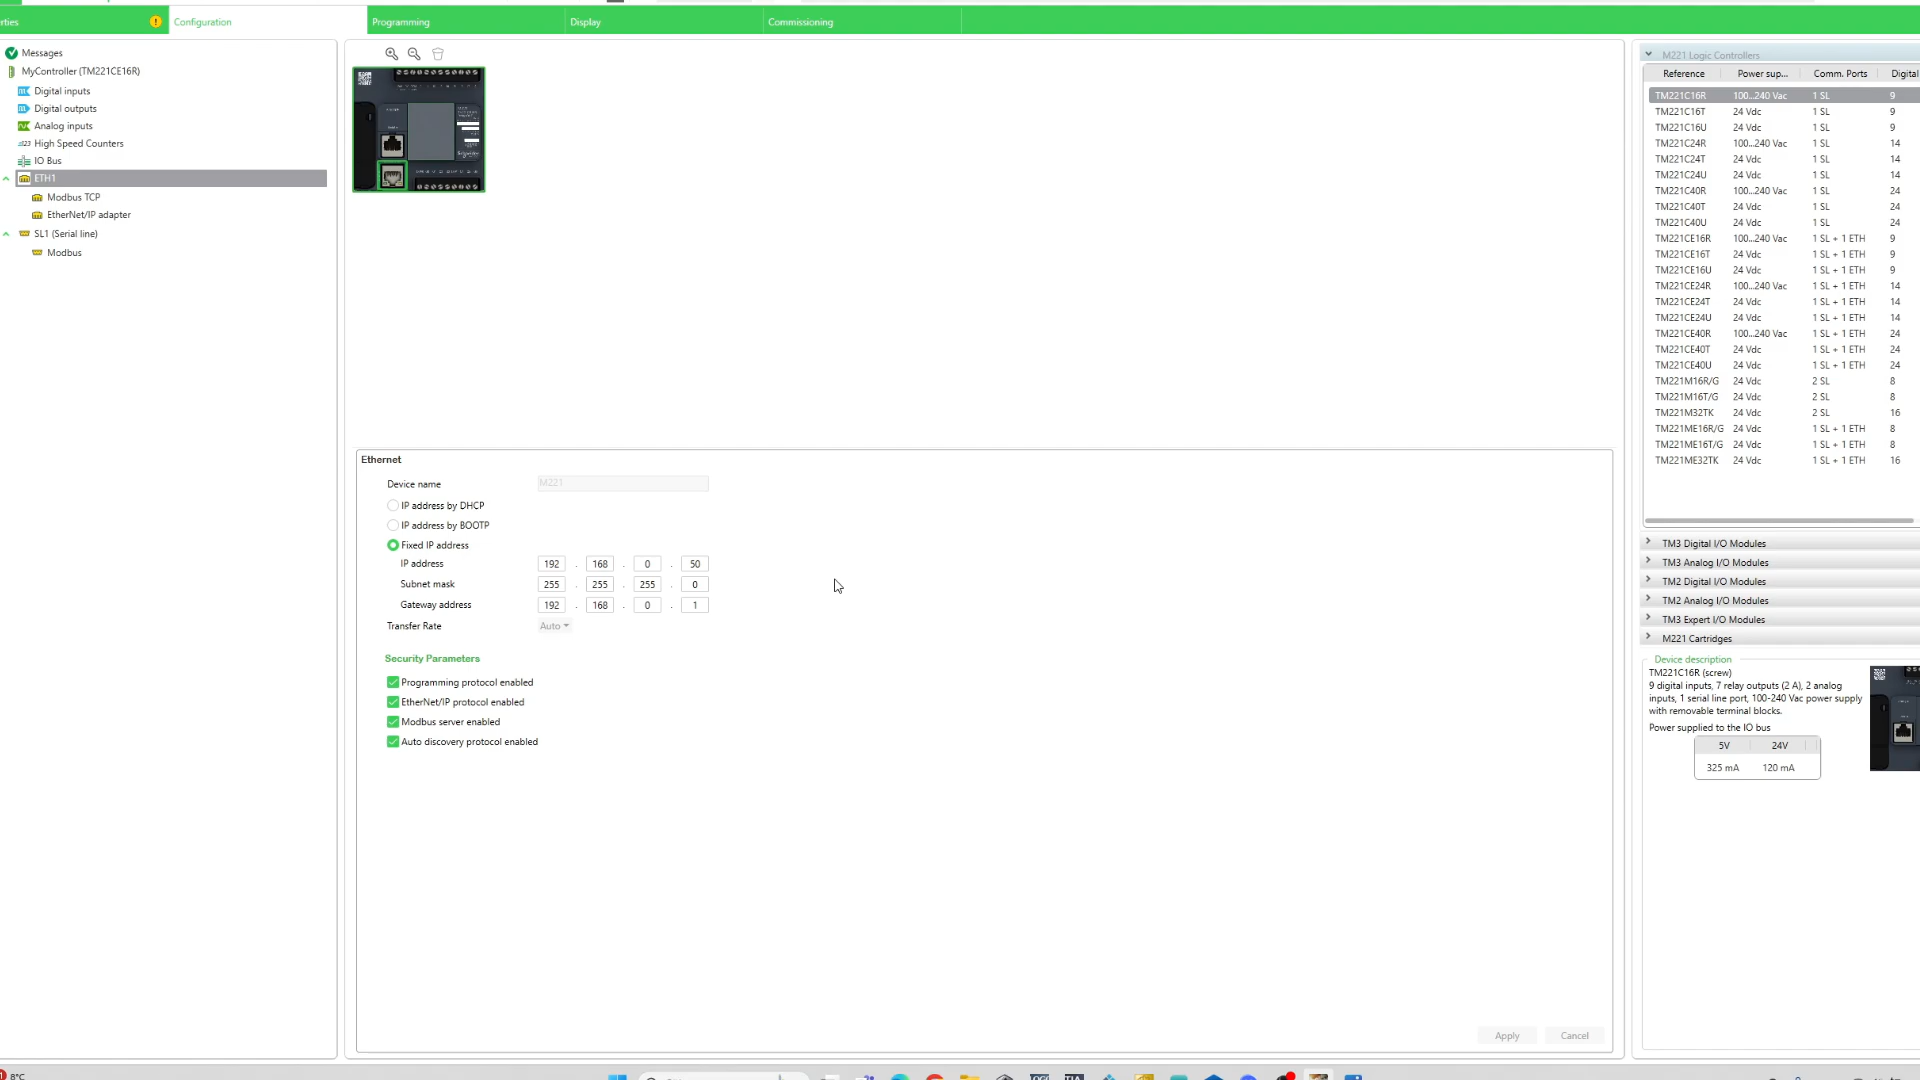 rties
Configuration
Programming
Display
Commissioning
Messages
MyController (TM221CE16R)
Digital inputs
Digital outputs
Analog inputs
High Speed Counters
IO Bus
ETH1
Modbus TCP
EtherNet/IP adapter
SL1 (Serial line)
Modbus
Ethernet
Device name M221
IP address by DHCP
IP address by BOOTP
Fixed IP address
IP address 192 . 168 . 0 . 50
Subnet mask 255 . 255 . 255 . 0
Gateway address 192 . 168 . 0 . 1
Transfer Rate Auto
Security Parameters
Programming protocol enabled
EtherNet/IP protocol enabled
Modbus server enabled
Auto discovery protocol enabled
Apply Cancel
M221 Logic Controllers
Reference Power sup... Comm. Ports Digital
TM221C16R 100...240 Vac 1 SL 9
TM221C16T 24 Vdc 1 SL 9
TM221C16U 24 Vdc 1 SL 9
TM221C24R 100...240 Vac 1 SL 14
TM221C24T 24 Vdc 1 SL 14
TM221C24U 24 Vdc 1 SL 14
TM221C40R 100...240 Vac 1 SL 24
TM221C40T 24 Vdc 1 SL 24
TM221C40U 24 Vdc 1 SL 24
TM221CE16R 100...240 Vac 1 SL + 1 ETH 9
TM221CE16T 24 Vdc 1 SL + 1 ETH 9
TM221CE16U 24 Vdc 1 SL + 1 ETH 9
TM221CE24R 100...240 Vac 1 SL + 1 ETH 14
TM221CE24T 24 Vdc 1 SL + 1 ETH 14
TM221CE24U 24 Vdc 1 SL + 1 ETH 14
TM221CE40R 100...240 Vac 1 SL + 1 ETH 24
TM221CE40T 24 Vdc 1 SL + 1 ETH 24
TM221CE40U 24 Vdc 1 SL + 1 ETH 24
TM221M16R/G 24 Vdc 2 SL 8
TM221M16T/G 24 Vdc 2 SL 8
TM221M32TK 24 Vdc 2 SL 16
TM221ME16R/G 24 Vdc 1 SL + 1 ETH 8
TM221ME16T/G 24 Vdc 1 SL + 1 ETH 8
TM221ME32TK 24 Vdc 1 SL + 1 ETH 16
TM3 Digital I/O Modules
TM3 Analog I/O Modules
TM2 Digital I/O Modules
TM2 Analog I/O Modules
TM3 Expert I/O Modules
M221 Cartridges
Device description
TM221C16R (screw)
9 digital inputs, 7 relay outputs (2 A), 2 analog
inputs, 1 serial line port, 100-240 Vac power supply
with removable terminal blocks.
Power supplied to the IO bus
5V 24V
325 mA 120 mA
8°C